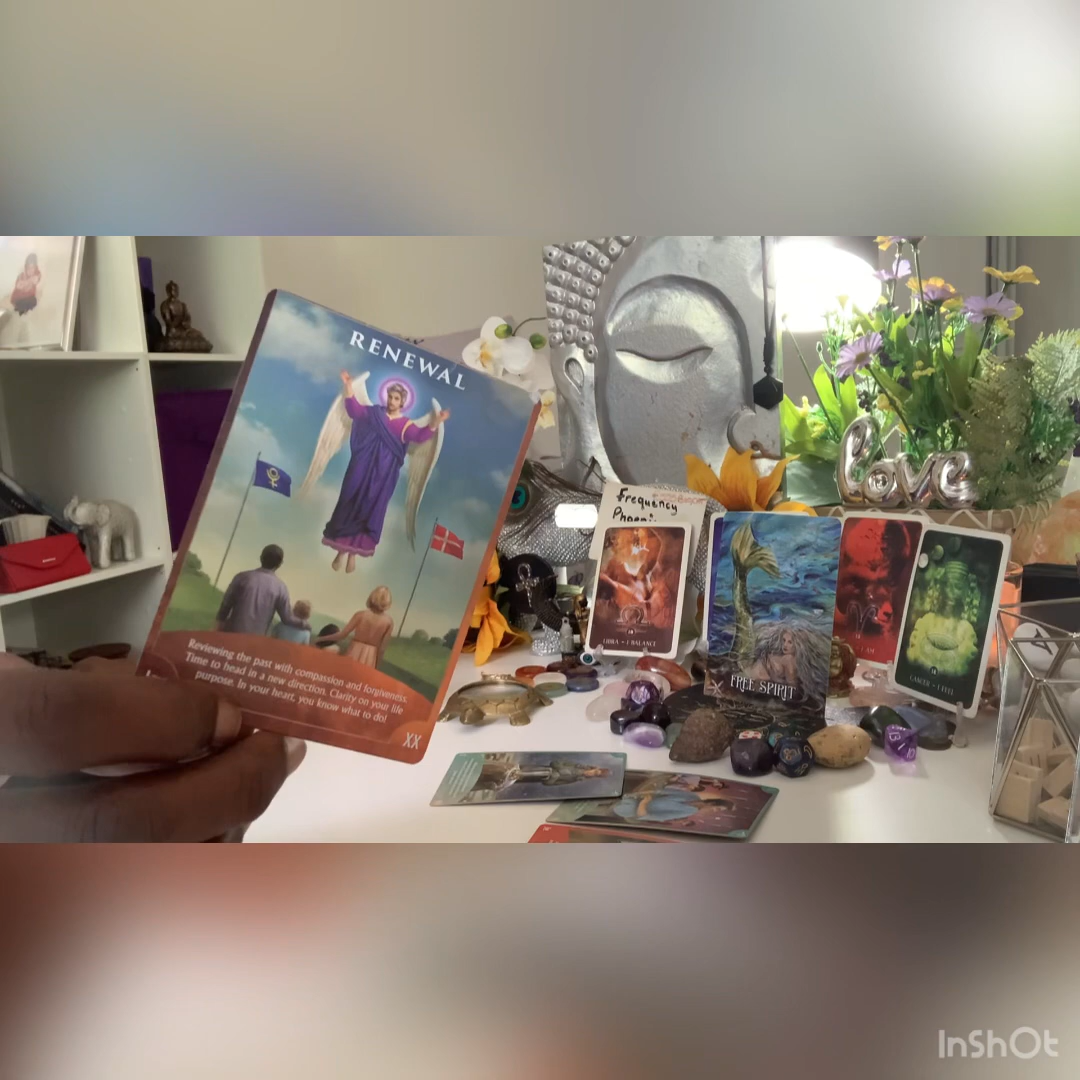 RENEWAL
Reviewing the past with compassion and forgiveness.
Time to head in a new direction. Clarity on your life
purpose. In your heart, you know what to do!
XX
Frequency
love
LIBRA - I BALANCE
FREE SPIRIT
I AM
CANCER - I FEEL
InShOt